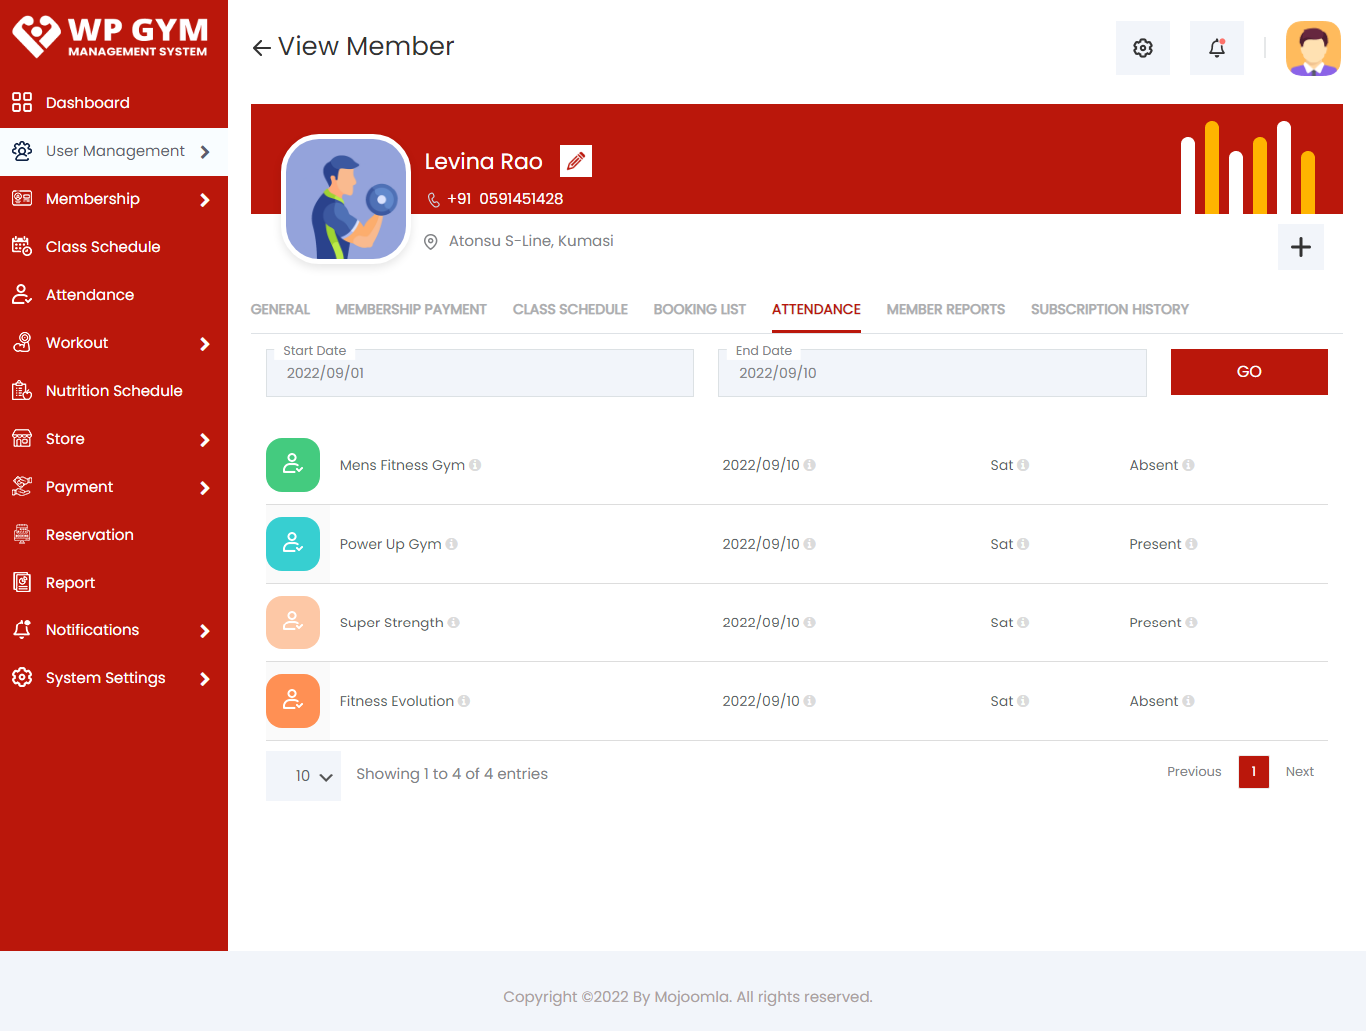 WP GYM
MANAGEMENT SYSTEM
Dashboard
User Management
Membership
Class Schedule
Attendance
Workout
Nutrition Schedule
Store
Payment
Reservation
Report
Notifications
System Settings
View Member
Levina Rao
+91 0591451428
Atonsu S-Line, Kumasi
GENERAL MEMBERSHIP PAYMENT CLASS SCHEDULE BOOKING LIST ATTENDANCE MEMBER REPORTS SUBSCRIPTION HISTORY
Start Date End Date
2022/09/01 2022/09/10 GO
Mens Fitness Gym 2022/09/10 Sat Absent
Power Up Gym 2022/09/10 Sat Present
Super Strength 2022/09/10 Sat Present
Fitness Evolution 2022/09/10 Sat Absent
10 Showing 1 to 4 of 4 entries Previous 1 Next
Copyright ©2022 By Mojoomla. All rights reserved.